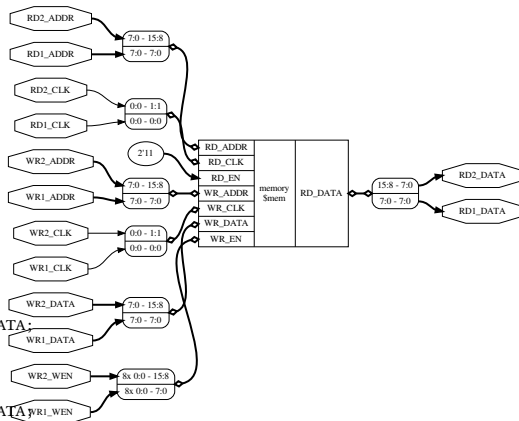 RD2_ADDR
7:0 - 15:8
RD1_ADDR
7:0 - 7:0
RD2_CLK
0:0 - 1:1
RD1_CLK
0:0 - 0:0
RD_ADDR
2'11
RD_CLK
WR2_ADDR
RD_EN
7:0 - 15:8
WR_ADDR
memory
RD_DATA
15:8 - 7:0
RD2_DATA
WR1_ADDR
7:0 - 7:0
$mem
7:0 - 7:0
WR_CLK
RD1_DATA
WR_DATA
WR2_CLK
0:0 - 1:1
WR_EN
0:0 - 0:0
WR1_CLK
WR2_DATA
7:0 - 15:8
7:0 - 7:0
ATA;
WR1_DATA
WR2_WEN
8x 0:0 - 15:8
8x 0:0 - 7:0
ATA;
WR1_WEN